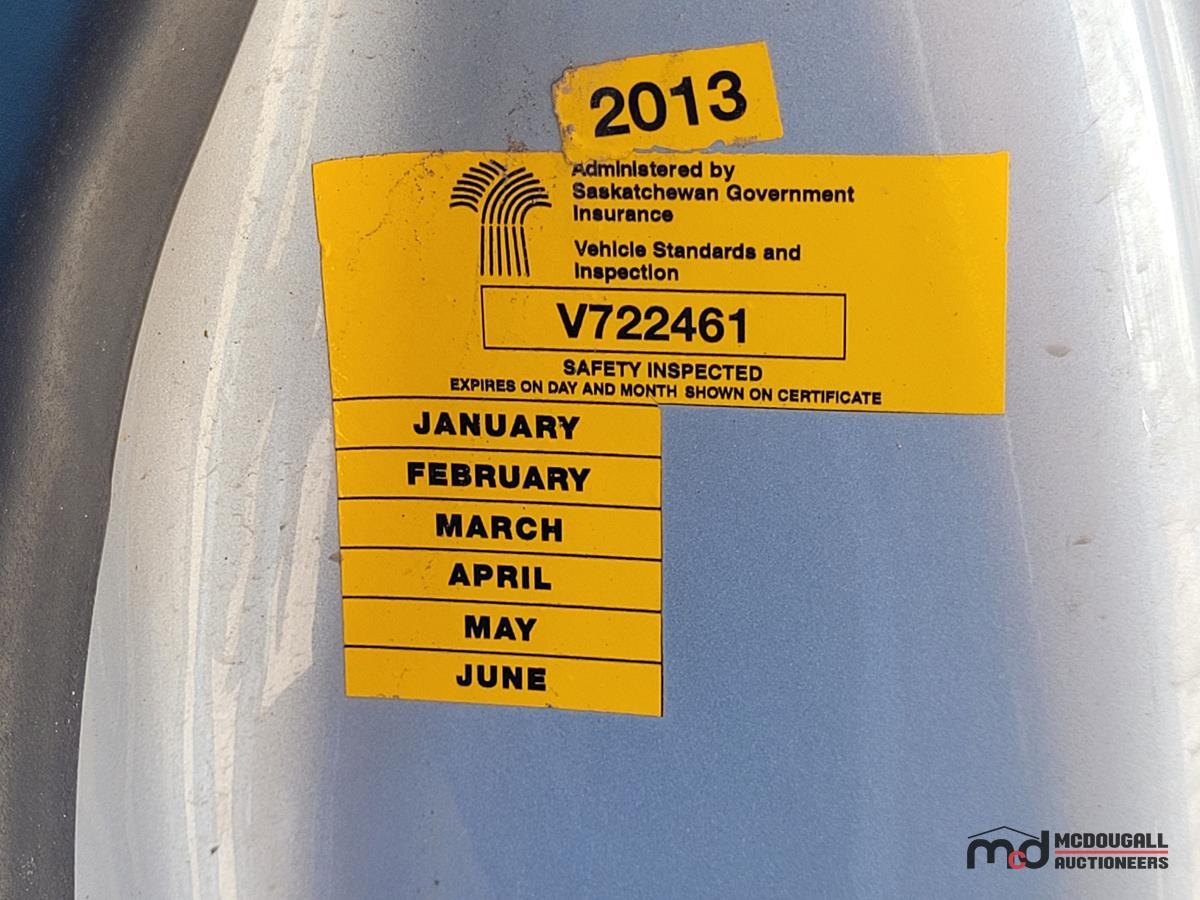 2013
Administered by
Saskatchewan Government
Insurance
Vehicle Standards and
Inspection
V722461
SAFETY INSPECTED
EXPIRES ON DAY AND MONTH SHOWN ON CERTIFICATE
JANUARY
FEBRUARY
MARCH
APRIL
MAY
JUNE
mcd MCDOUGALL
AUCTIONEERS